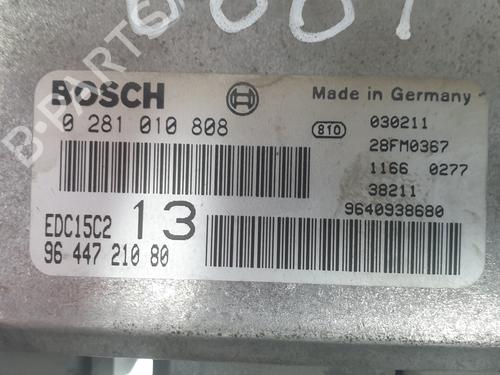 BOSCH
Made in Germany
0 281 010 808
810
030211
28FM0367
1166 0277
38211
9640938680
EDC15C2
13
96 447 210 80
B-PARTS